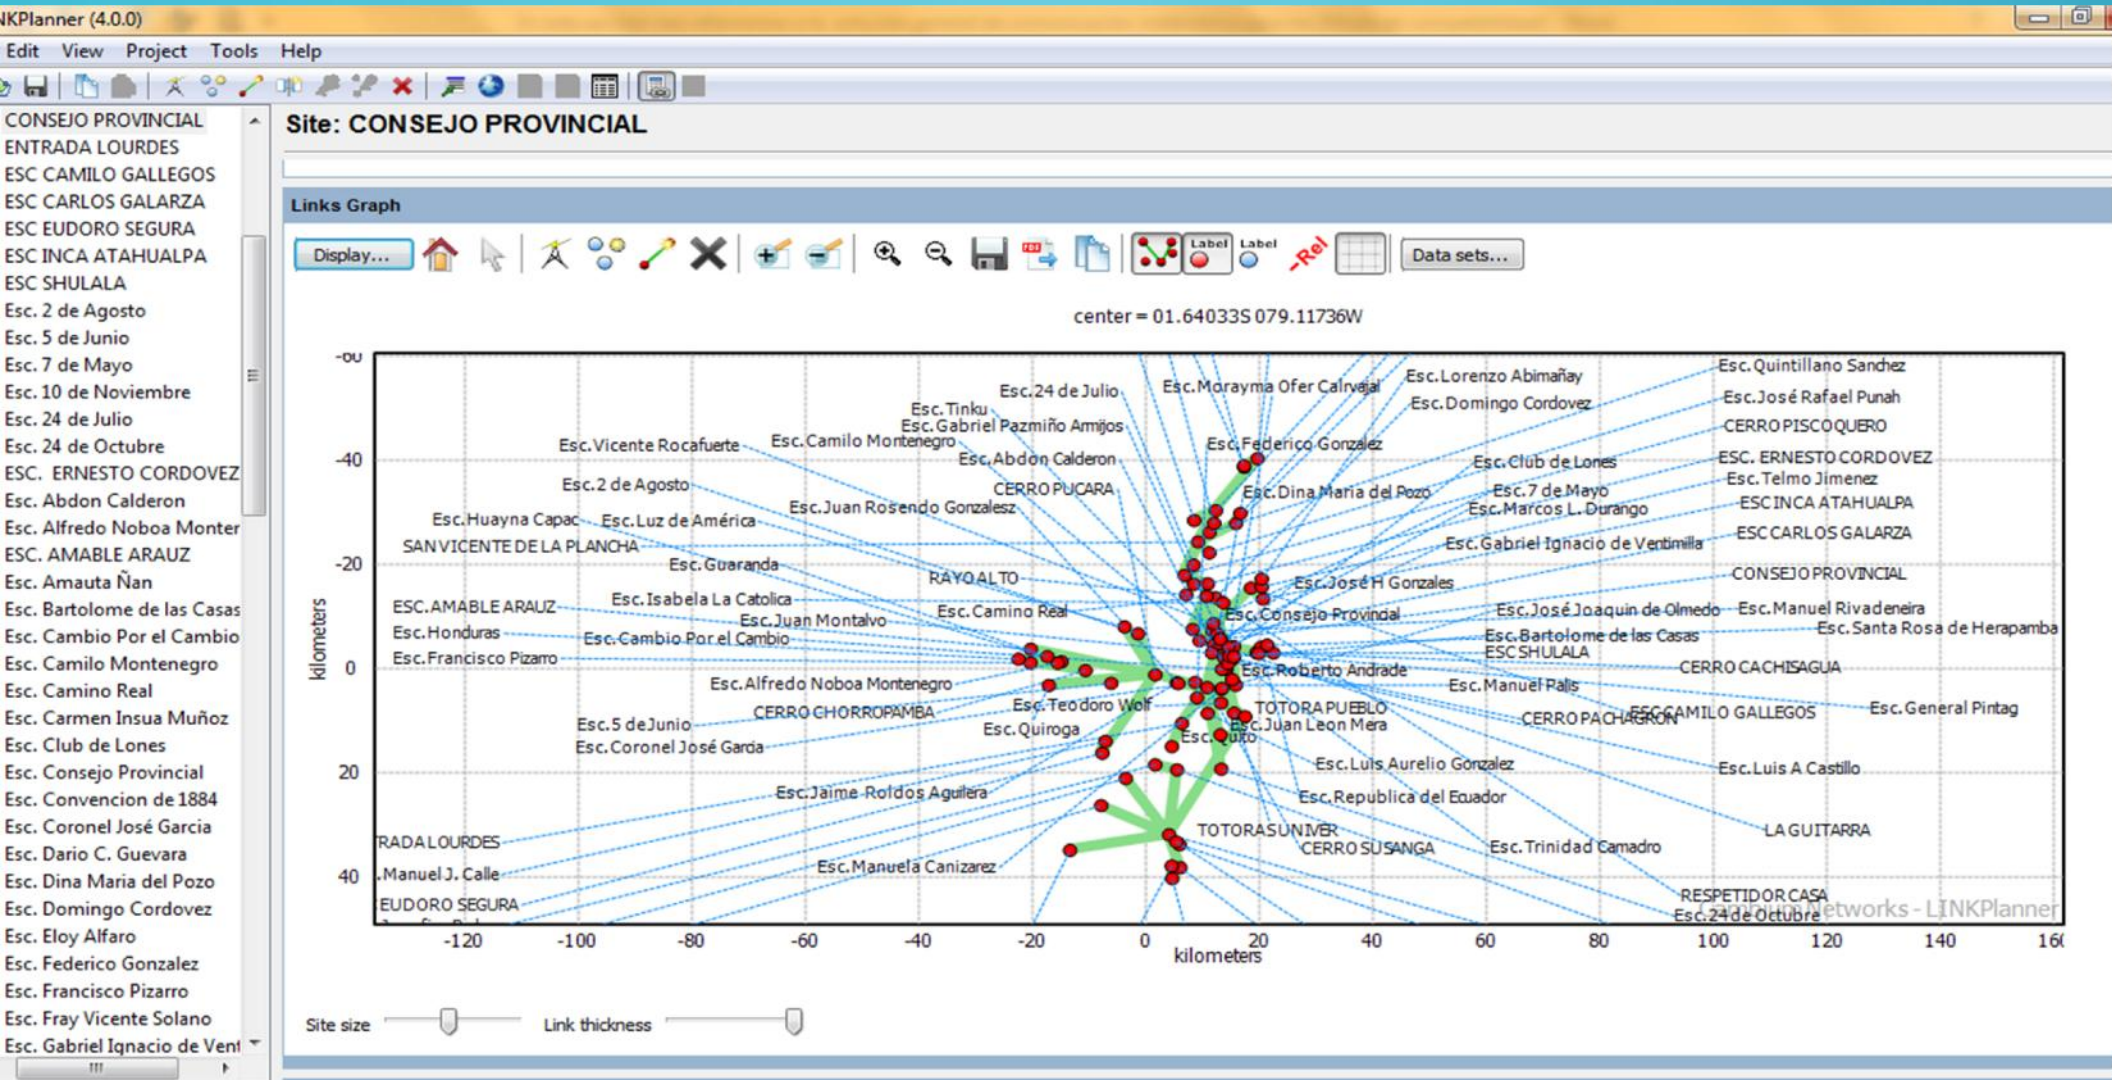 NKPlanner (4.0.0)
Edit View Project Tools Help
CONSEJO PROVINCIAL
ENTRADA LOURDES
ESC CAMILO GALLEGOS
ESC CARLOS GALARZA
ESC EUDORO SEGURA
ESC INCA ATAHUALPA
ESC SHULALA
Esc. 2 de Agosto
Esc. 5 de Junio
Esc. 7 de Mayo
Esc. 10 de Noviembre
Esc. 24 de Julio
Esc. 24 de Octubre
ESC. ERNESTO CORDOVEZ
Esc. Abdon Calderon
Esc. Alfredo Noboa Monter
ESC. AMABLE ARAUZ
Esc. Amauta Ñan
Esc. Bartolome de las Casas
Esc. Cambio Por el Cambio
Esc. Camilo Montenegro
Esc. Camino Real
Esc. Carmen Insua Muñoz
Esc. Club de Lones
Esc. Consejo Provincial
Esc. Convencion de 1884
Esc. Coronel José Garcia
Esc. Dario C. Guevara
Esc. Dina Maria del Pozo
Esc. Domingo Cordovez
Esc. Eloy Alfaro
Esc. Federico Gonzalez
Esc. Francisco Pizarro
Esc. Fray Vicente Solano
Esc. Gabriel Ignacio de Vent
Site: CONSEJO PROVINCIAL
Links Graph
Display...
Label
Label
-Rel
Data sets...
center = 01.64033S 079.11736W
-60
-40
-20
0
20
40
kilometers
Esc.Quintillano Sanchez
Esc.Lorenzo Abimañay
Esc.Morayma Ofer Calrvajal
Esc.24 de Julio
Esc.José Rafael Punah
Esc.Domingo Cordovez
Esc.Tinku
Esc.Gabriel Pazmiño Armijos
CERRO PISCOQUERO
Esc.Camilo Montenegro
Esc.Vicente Rocafuerte
Esc.Federico Gonzalez
Esc.Abdon Calderon
ESC. ERNESTO CORDOVEZ
Esc.Club de Lones
Esc.Telmo Jimenez
Esc.2 de Agosto
CERRO PUCARA
Esc.Dina Maria del Pozo
Esc.7 de Mayo
ESC INCA ATAHUALPA
Esc.Juan Rosendo Gonzalesz
Esc.Marcos L. Durango
Esc.Huayna Capac
Esc.Luz de América
ESC CARLOS GALARZA
SAN VICENTE DE LA PLANCHA
Esc.Gabriel Ignacio de Ventimilla
Esc.Guaranda
CONSEJO PROVINCIAL
RAYO ALTO
Esc.José H Gonzales
Esc.Isabela La Catolica
ESC.AMABLE ARAUZ
Esc.Camino Real
Esc.José Joaquin de Olmedo
Esc.Manuel Rivadeneira
Esc.Consejo Provincial
Esc.Juan Montalvo
Esc.Santa Rosa de Herapamba
Esc.Honduras
Esc.Cambio Por el Cambio
Esc.Bartolome de las Casas
ESC SHULALA
Esc.Francisco Pizarro
CERRO CACHISAGUA
Esc.Roberto Andrade
Esc.Alfredo Noboa Montenegro
Esc.Manuel Palis
Esc.Teodoro Wolf
TOTORA PUEBLO
Esc.General Pintag
CERRO CHORROPAMBA
ESC CAMILO GALLEGOS
CERRO PACHAGRON
Esc.5 de Junio
Esc.Juan Leon Mera
Esc.Quiroga
Esc.Quito
Esc.Coronel José Garcia
Esc.Luis Aurelio Gonzalez
Esc.Luis A Castillo
Esc.Jaime Roldos Aguilera
Esc.Republica del Ecuador
TOTORAS UNIVER
LA GUITARRA
TRADA LOURDES
CERRO SUSANGA
Esc.Trinidad Camadro
Esc.Manuela Canizarez
.Manuel J. Calle
RESPETIDOR CASA
EUDORO SEGURA
Cambium Networks - LINKPlanner
Esc.24 de Octubre
-120 -100 -80 -60 -40 -20 0 20 40 60 80 100 120 140 160
kilometers
Site size
Link thickness